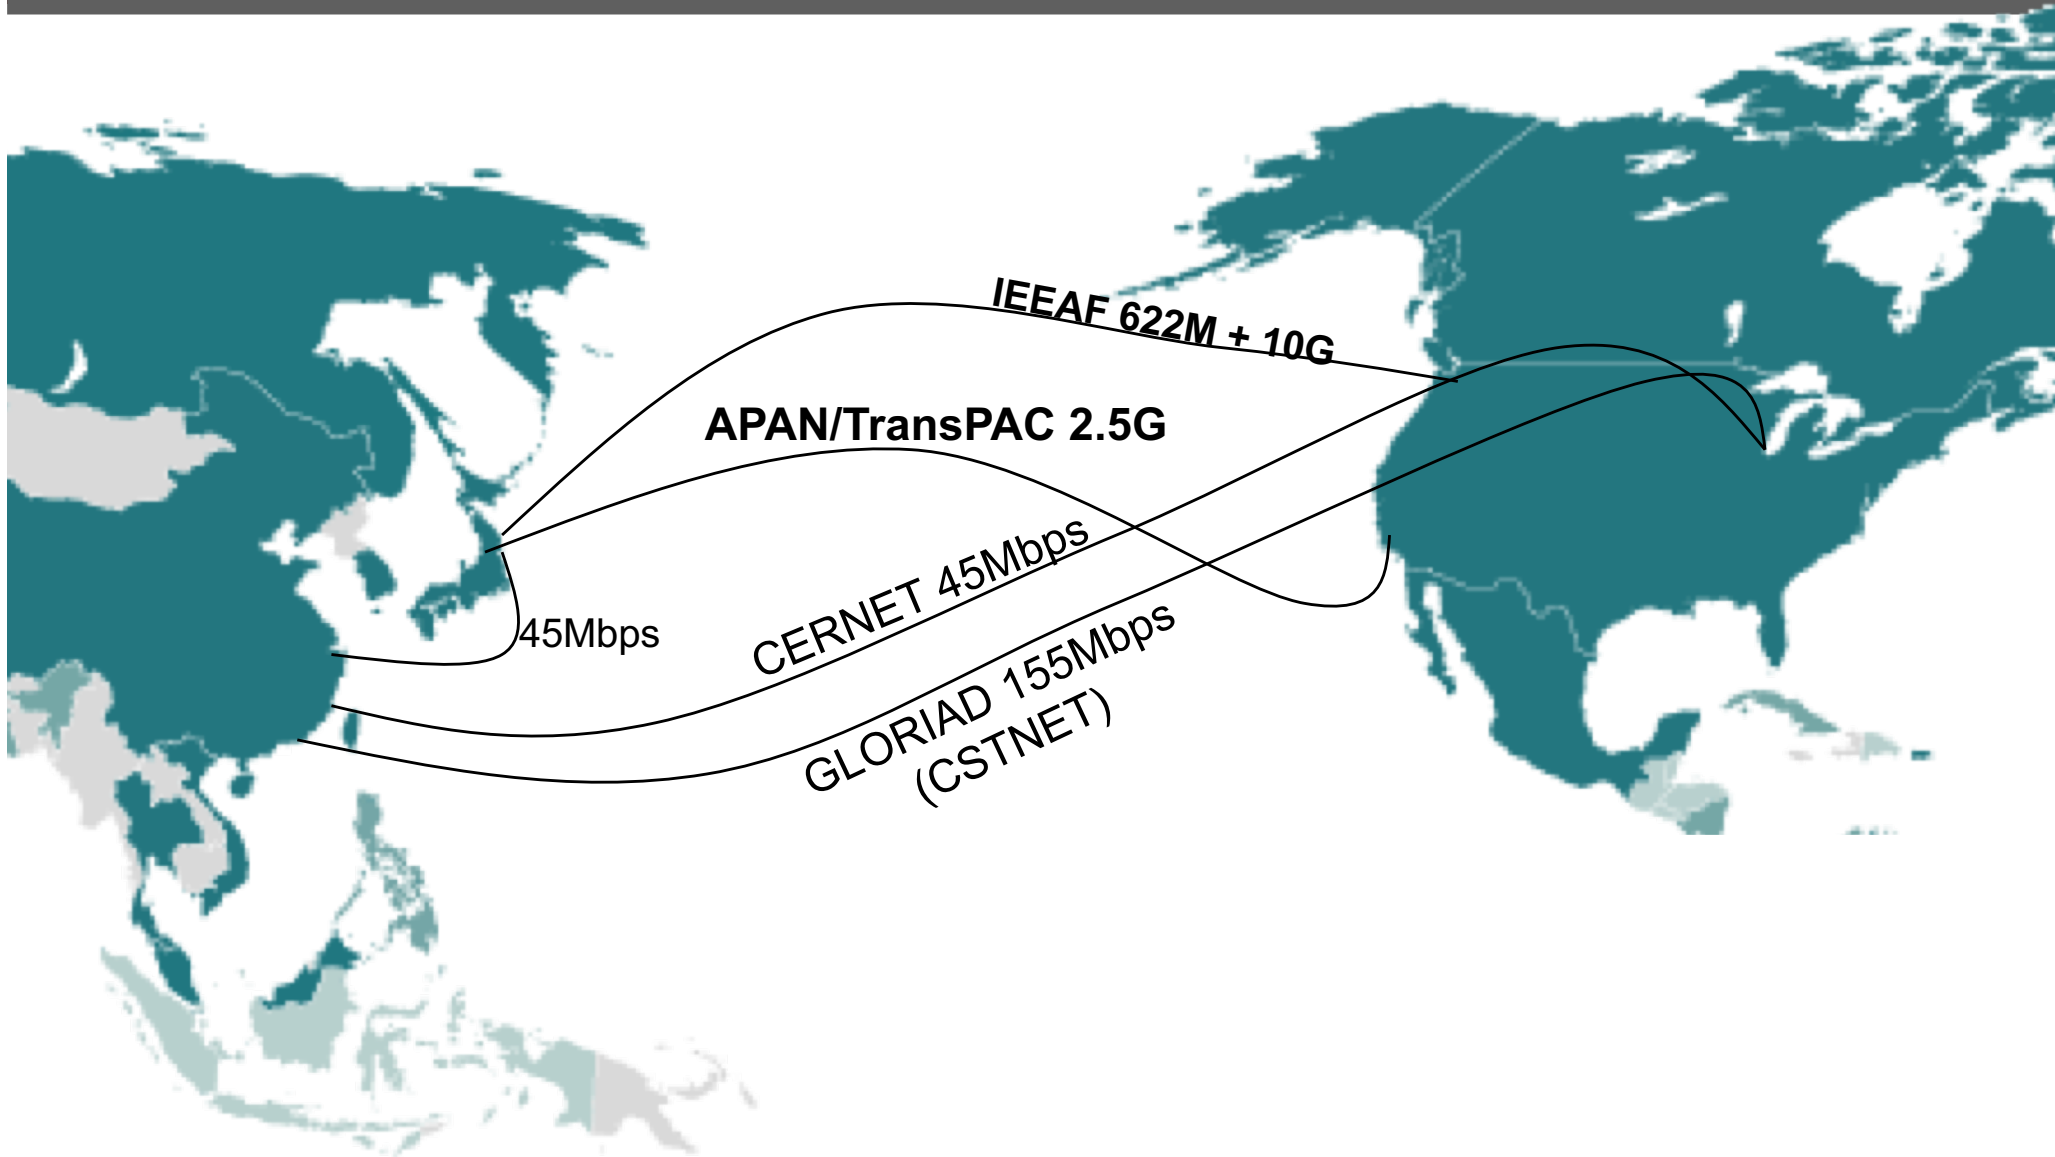 IEEAF 622M + 10G
APAN/TransPAC 2.5G
CERNET 45Mbps
45Mbps
GLORIAD 155Mbps
(CSTNET)